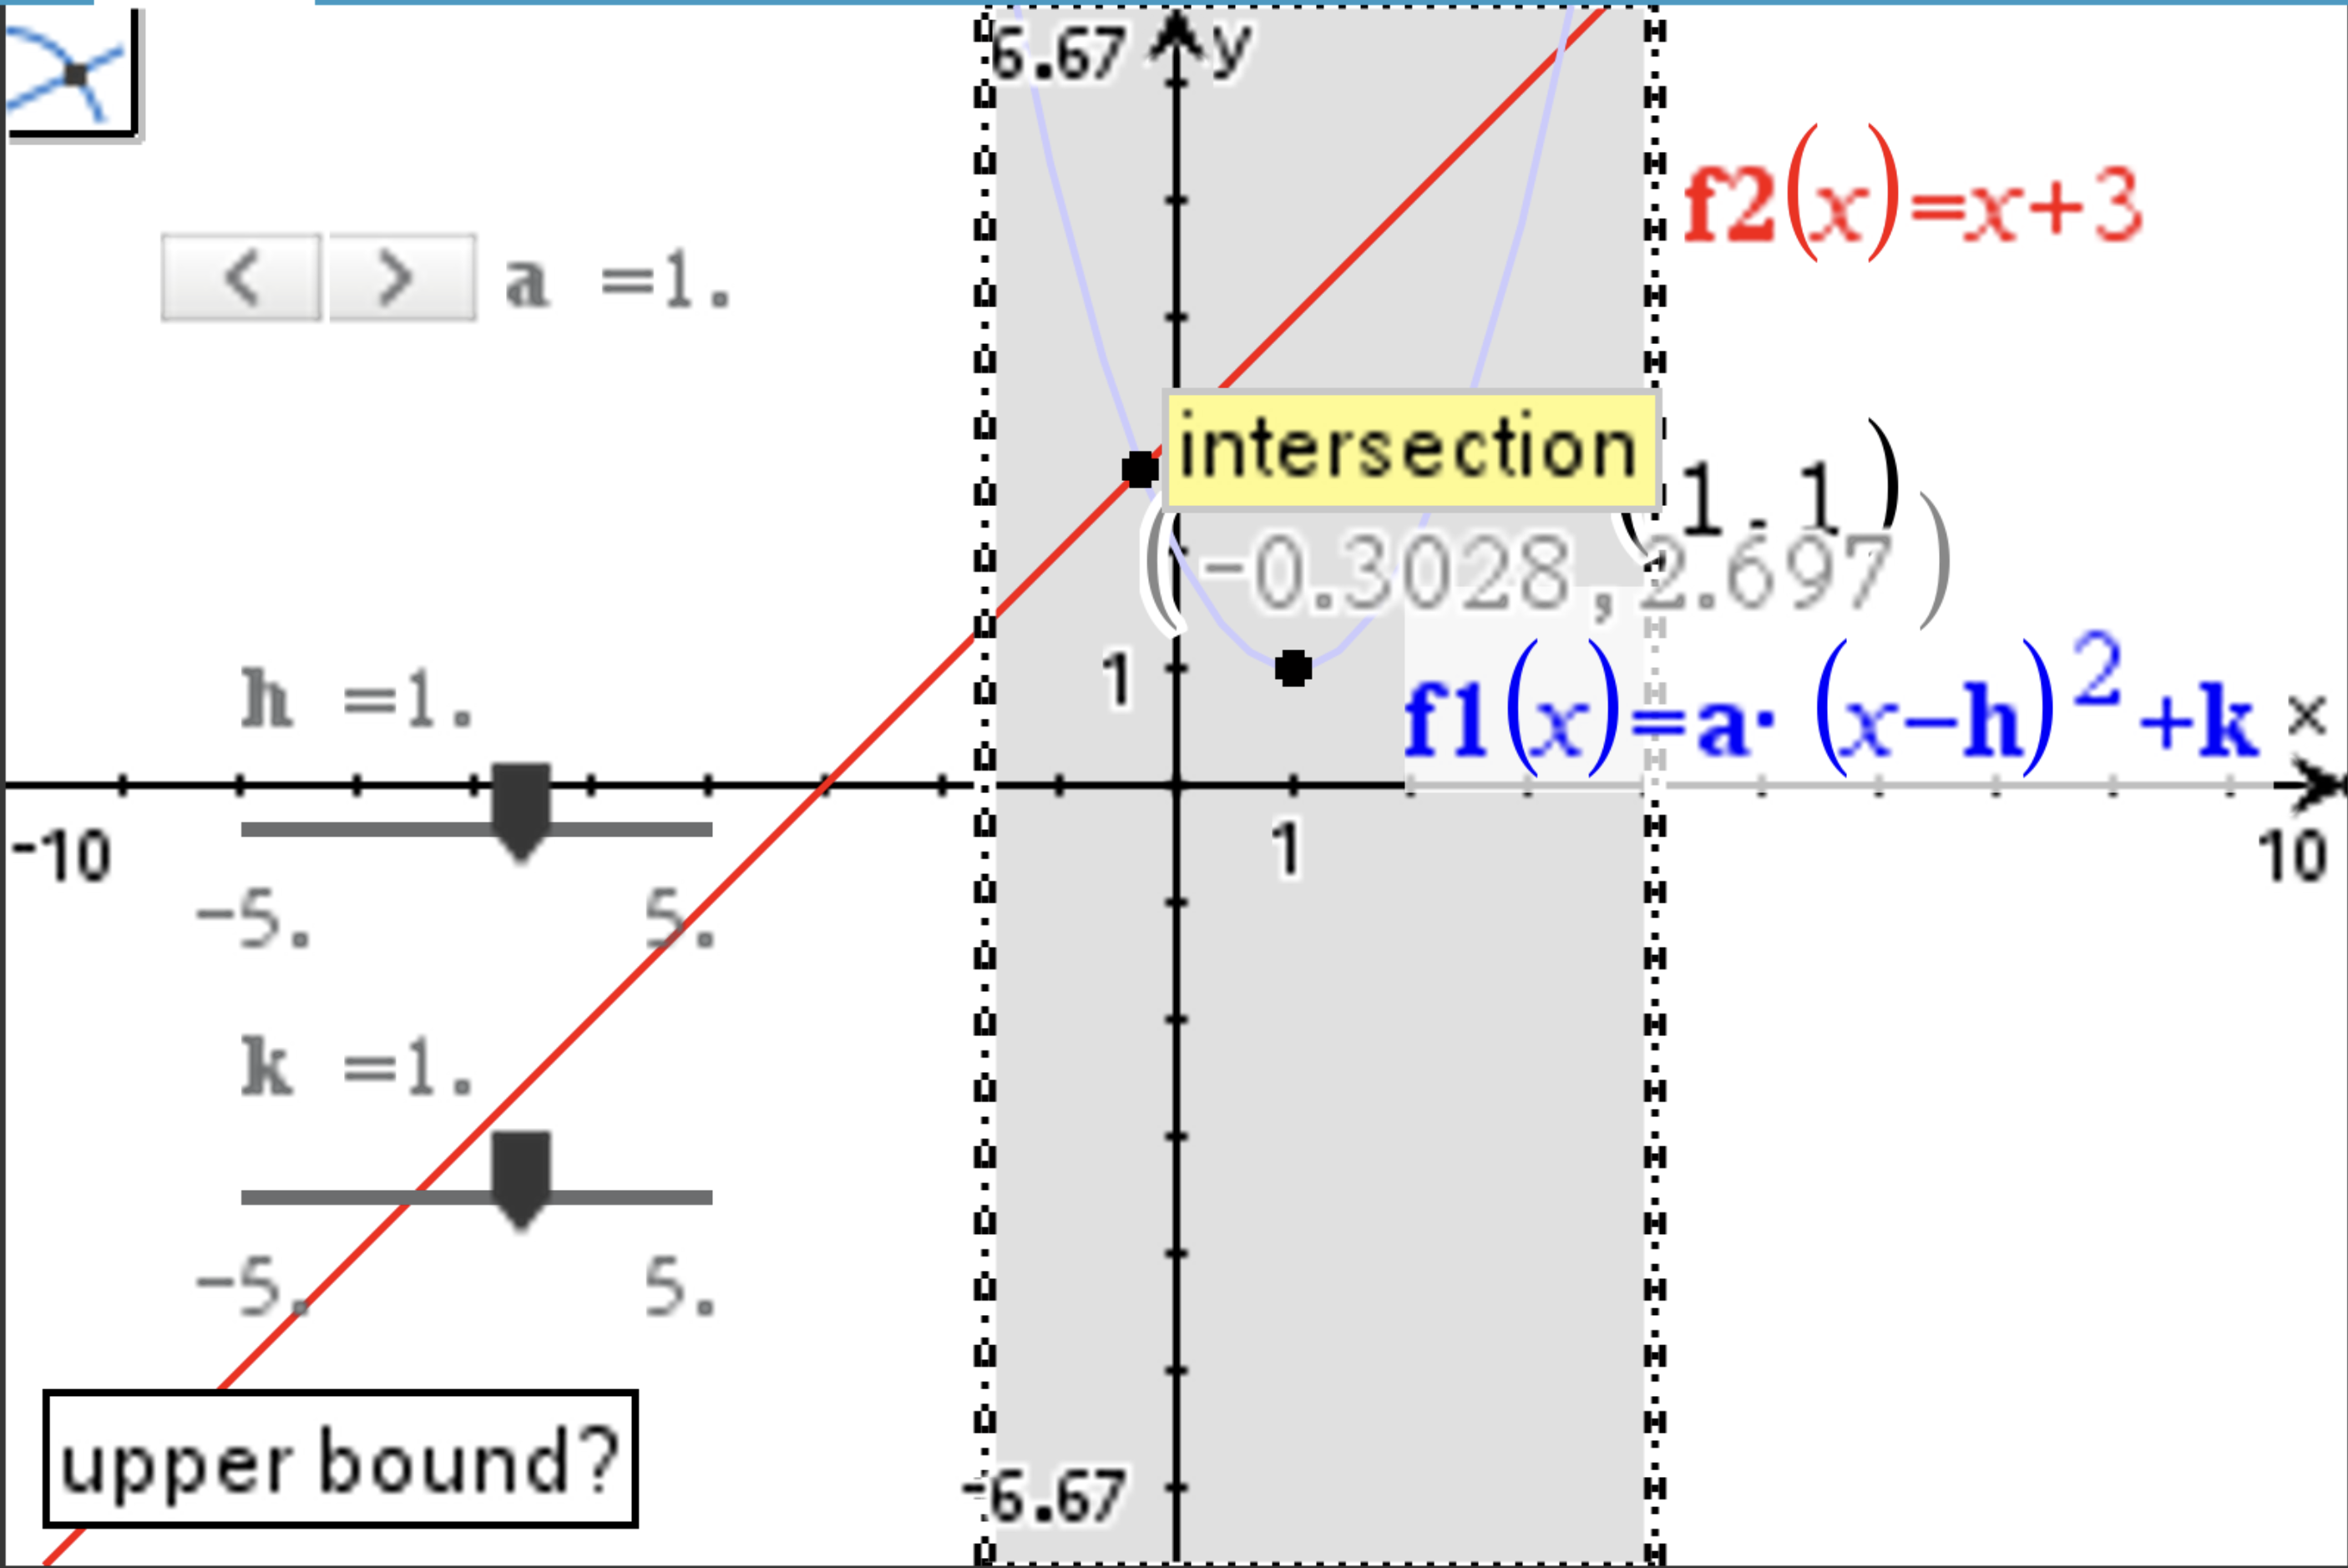 6.67 y
f2(x)=x+3
a =1.
intersection
(1,1)
(-0.3028,2.697)
h =1.
1
f1(x)=a·(x-h)²+k x
-10 1 10
-5. 5.
k =1.
-5. 5.
upper bound?
-6.67